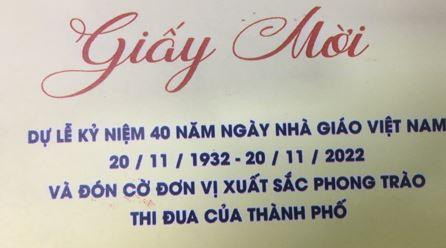 Giấy Mời
DỰ LỄ KỶ NIỆM 40 NĂM NGÀY NHÀ GIÁO VIỆT NAM
20 / 11 / 1932 - 20 / 11 / 2022
VÀ ĐÓN CỜ ĐƠN VỊ XUẤT SẮC PHONG TRÀO
THI ĐUA CỦA THÀNH PHỐ